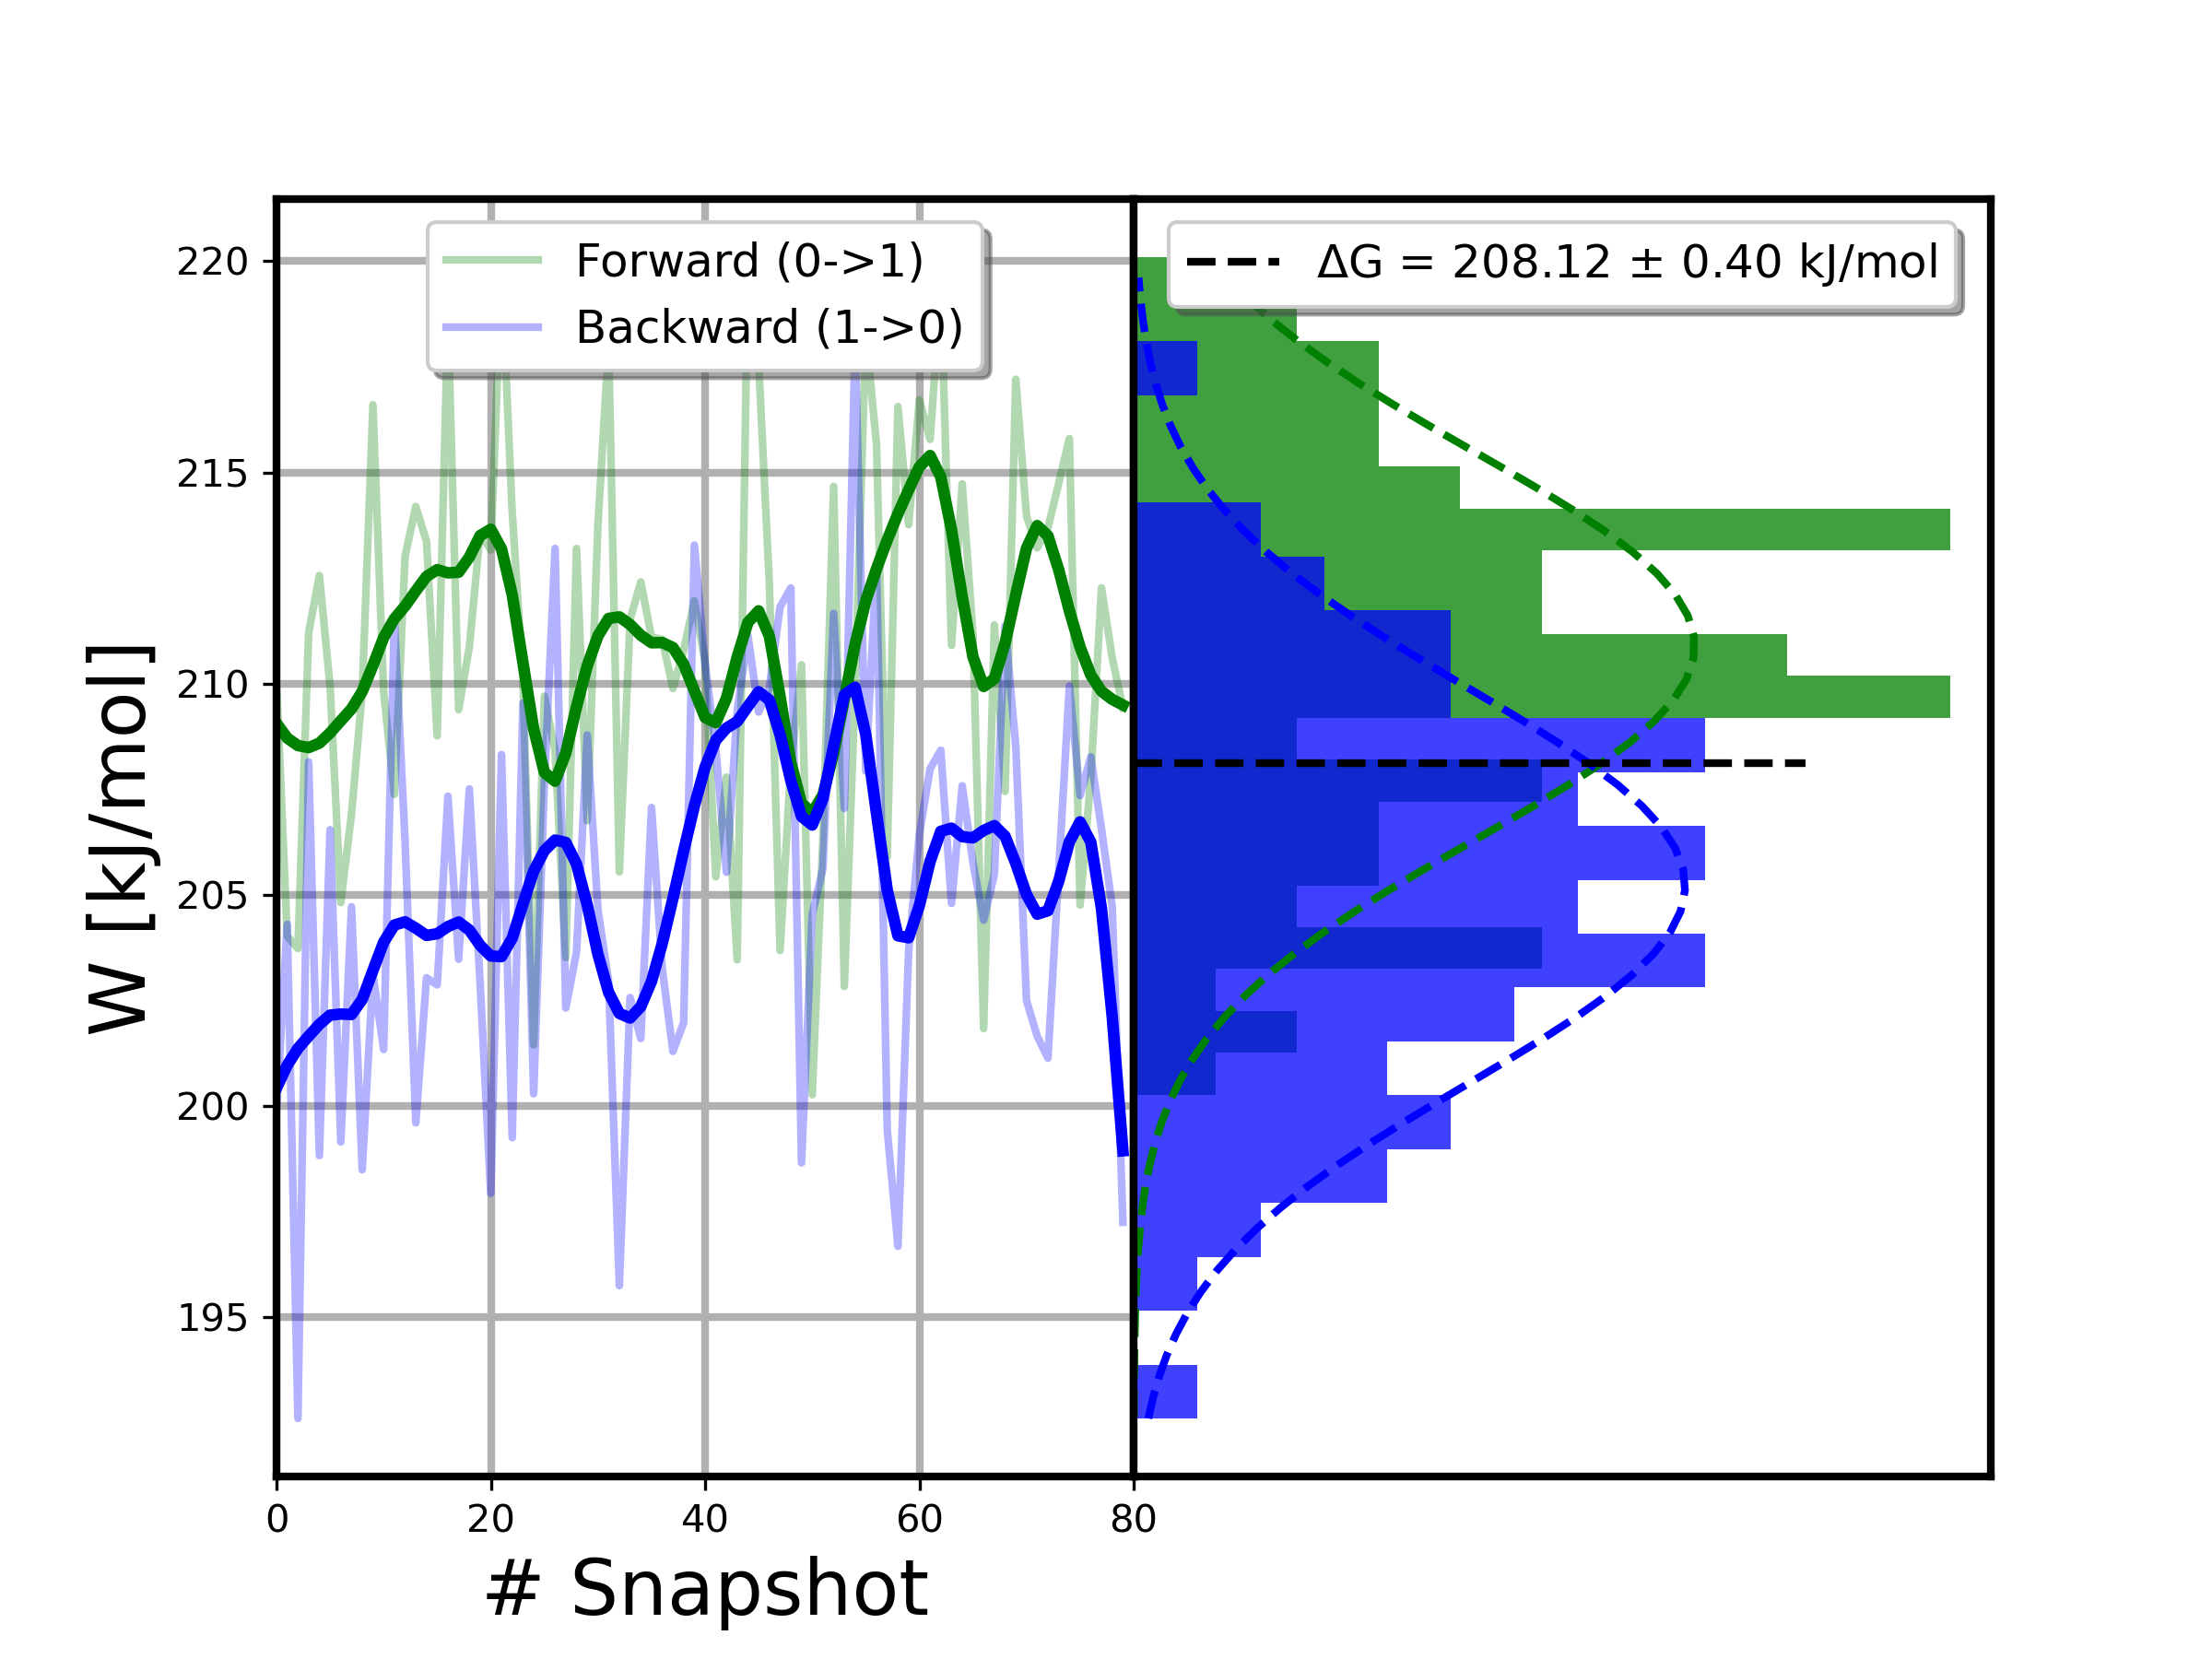 Forward (0->1)
Backward (1->0)
ΔG = 208.12 ± 0.40 kJ/mol
220
215
210
205
200
195
W [kJ/mol]
0 20 40 60 80
# Snapshot